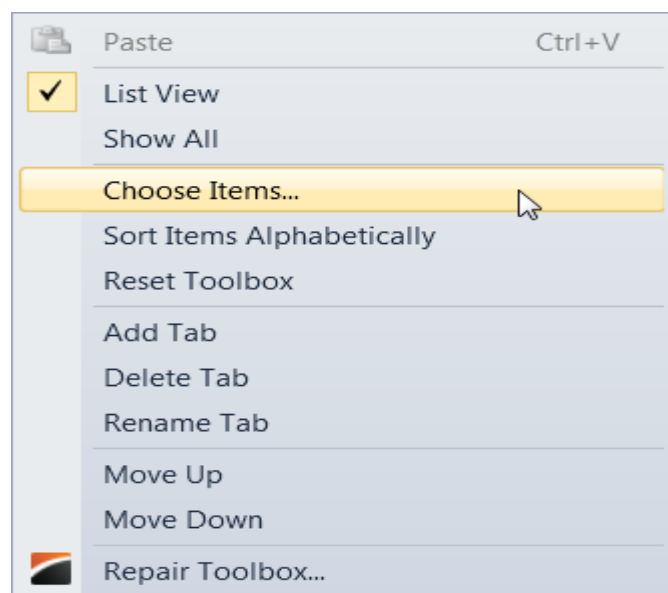 Paste Ctrl+V
List View
Show All
Choose Items...
Sort Items Alphabetically
Reset Toolbox
Add Tab
Delete Tab
Rename Tab
Move Up
Move Down
Repair Toolbox...